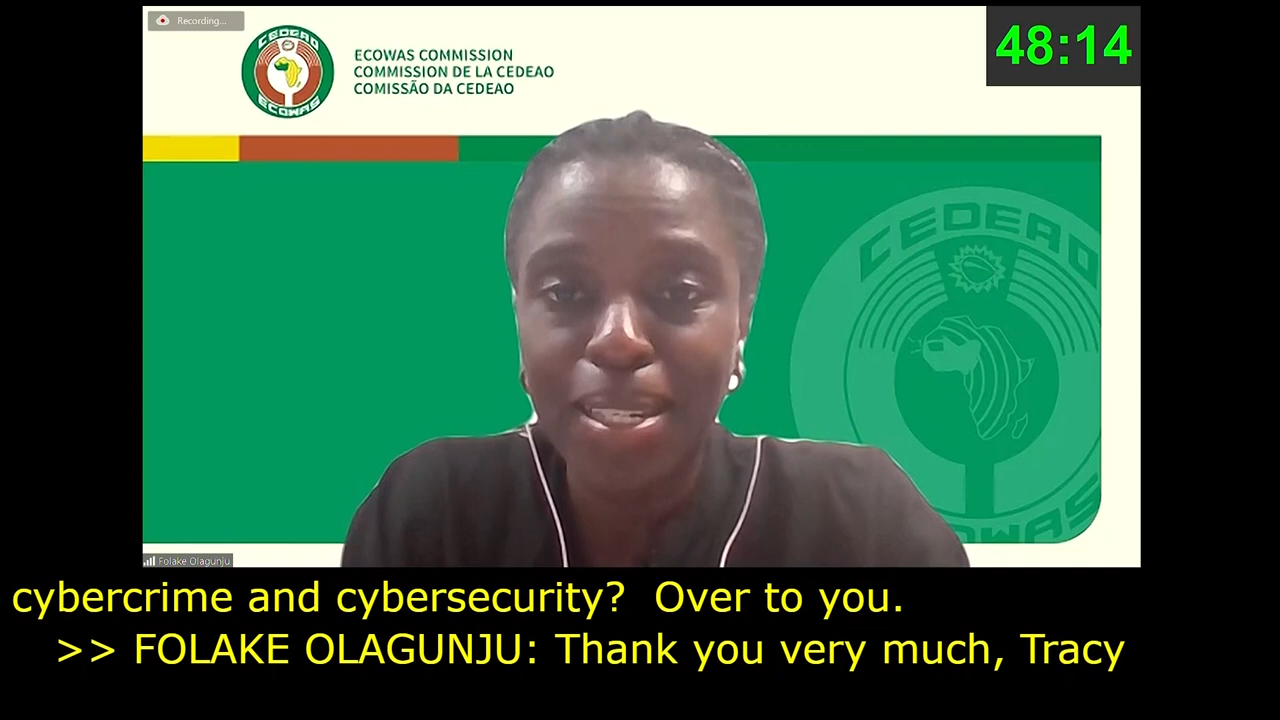 Recording...
CEDEAO
ECOWAS
ECOWAS COMMISSION
COMMISSION DE LA CEDEAO
COMISSÃO DA CEDEAO
48:14
CEDEAO
ECOWAS
Folake Olagunju
cybercrime and cybersecurity?  Over to you.
>> FOLAKE OLAGUNJU: Thank you very much, Tracy